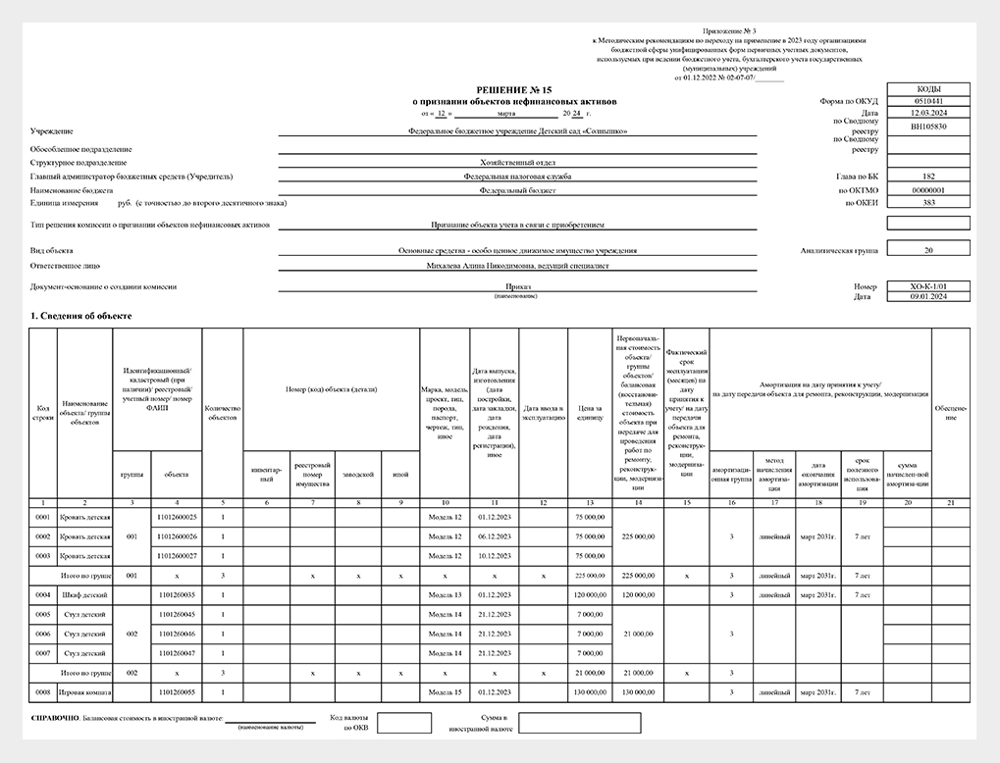 Приложение № 3
к Методическим рекомендациям по переходу на применение в 2023 году организациями
бюджетной сферы унифицированных форм первичных учетных документов,
используемых при ведении бюджетного учета, бухгалтерского учета государственных
(муниципальных) учреждений
от 01.12.2022 № 02-07-07/________
РЕШЕНИЕ № 15
о признании объектов нефинансовых активов
от « 12 » марта 20 24 г.
КОДЫ
Форма по ОКУД 0510441
Дата 12.03.2024
Учреждение Федеральное бюджетное учреждение Детский сад «Солнышко» по Сводному реестру ВН105830
Обособленное подразделение по Сводному реестру
Структурное подразделение Хозяйственный отдел
Главный администратор бюджетных средств (Учредитель) Федеральная налоговая служба Глава по БК 182
Наименование бюджета Федеральный бюджет по ОКТМО 00000001
Единица измерения руб. (с точностью до второго десятичного знака) по ОКЕИ 383
Тип решения комиссии о признании объектов нефинансовых активов Признание объекта учета в связи с приобретением
Вид объекта Основные средства - особо ценное движимое имущество учреждения Аналитическая группа 20
Ответственное лицо Михалева Алина Никодимовна, ведущий специалист
Документ-основание о создании комиссии Приказ Номер ХО-К-1/01
(наименование) Дата 09.01.2024
1. Сведения об объекте
Код строки
Наименование объекта/ группы объектов
Идентификационный/ кадастровый (при наличии)/ реестровый/ учетный номер/ номер ФАИП
группы
объекта
Количество объектов
Номер (код) объекта (детали)
инвентар-ный
реестровый номер имущества
заводской
иной
Марка, модель, проект, тип, порода, паспорт, чертеж, тип, иное
Дата выпуска, изготовления (дата постройки, дата закладки, дата рождения, дата регистрации), иное
Дата ввода в эксплуатацию
Цена за единицу
Первоначаль-ная стоимость объекта/ группы объектов/ балансовая (восстанови-тельная) стоимость объекта при передаче для проведения работ по ремонту, реконструк-ции, модерниза-ции
Фактический срок эксплуатации (месяцев) на дату принятия к учету/ на дату передачи объекта для ремонта, реконструк-ции, модерниза-ции
Амортизация на дату принятия к учету/
на дату передачи объекта для ремонта, реконструкции, модернизации
амортизаци-онная группа
метод начисления амортиза-ции
дата окончания амортизации
срок полезного использова-ния
сумма начислен-ной амортиза-ции
Обесцене-ние
1 2 3 4 5 6 7 8 9 10 11 12 13 14 15 16 17 18 19 20 21
0001 Кровать детская 11012600025 1 Модель 12 01.12.2023 75 000,00
0002 Кровать детская 001 11012600026 1 Модель 12 06.12.2023 75 000,00 225 000,00 3 линейный март 2031г. 7 лет
0003 Кровать детская 11012600027 1 Модель 12 10.12.2023 75 000,00
Итого по группе 001 х 3 х х х х х х 225 000,00 225 000,00 х 3 линейный март 2031г. 7 лет
0004 Шкаф детский 1101260035 1 Модель 13 01.12.2023 120 000,00 120 000,00 3 линейный март 2031г. 7 лет
0005 Стул детский 1101260045 1 Модель 14 21.12.2023 7 000,00
0006 Стул детский 002 1101260046 1 Модель 14 21.12.2023 7 000,00 21 000,00 3
0007 Стул детский 1101260047 1 Модель 14 21.12.2023 7 000,00
Итого по группе 002 х 3 х х х х х х 21 000,00 21 000,00 х 3
0008 Игровая комната 1101260055 1 Модель 15 01.12.2023 130 000,00 130 000,00 3 линейный март 2031г. 7 лет
СПРАВОЧНО. Балансовая стоимость в иностранной валюте:
(наименование валюты)
Код валюты
по ОКВ
Сумма в
иностранной валюте